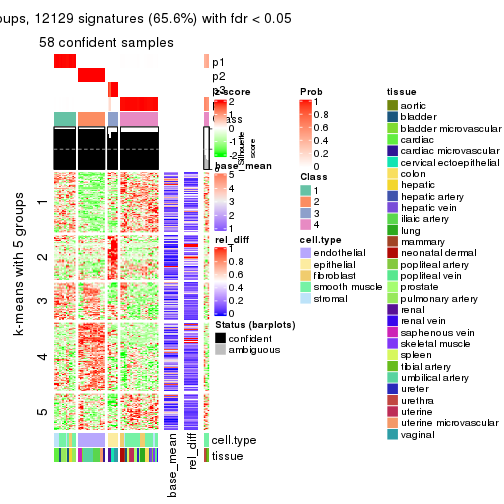 oups, 12129 signatures (65.6%) with fdr < 0.05
58 confident samples
p1
p2
p3
Class
Silhouette
score
k-means with 5 groups
1
2
3
4
5
cell.type
tissue
base_mean
rel_diff
z-score
2
1
0
-1
-2
base_mean
5
4
3
2
1
rel_diff
1
0.8
0.6
0.4
0.2
0
Status (barplots)
confident
ambiguous
Prob
1
0.8
0.6
0.4
0.2
0
Class
1
2
3
4
cell.type
endothelial
epithelial
fibroblast
smooth muscle
stromal
tissue
aortic
bladder
bladder microvascular
cardiac
cardiac microvascular
cervical ectoepithelial
colon
hepatic
hepatic artery
hepatic vein
iliaic artery
lung
mammary
neonatal dermal
popliteal artery
popliteal vein
prostate
pulmonary artery
renal
renal vein
saphenous vein
skeletal muscle
spleen
tibial artery
umbilical artery
ureter
urethra
uterine
uterine microvascular
vaginal